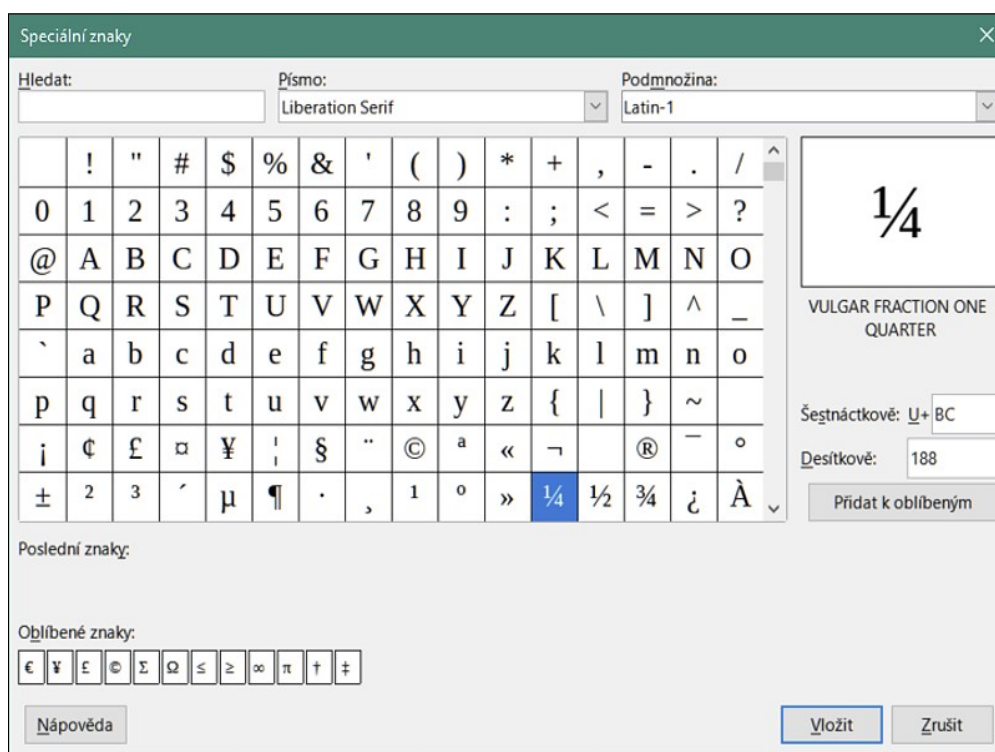 Speciální znaky
Hledat:
Písmo:
Podmnožina:
Liberation Serif
Latin-1
! " # $ % & ' ( ) * + , - . /
0 1 2 3 4 5 6 7 8 9 : ; < = > ?
@ A B C D E F G H I J K L M N O
P Q R S T U V W X Y Z [ \ ] ^ _
` a b c d e f g h i j k l m n o
p q r s t u v w x y z { | } ~
¡ ¢ £ ¤ ¥ ¦ § ¨ © ª « ¬ ® ¯ °
± ² ³ ´ µ ¶ · ¸ ¹ º » ¼ ½ ¾ ¿ À
¼
VULGAR FRACTION ONE
QUARTER
Šestnáctkově: U+ BC
Desítkově: 188
Přidat k oblíbeným
Poslední znaky:
Oblíbené znaky:
€ ¥ £ © Σ Ω ≤ ≥ ∞ π † ‡
Nápověda
Vložit
Zrušit